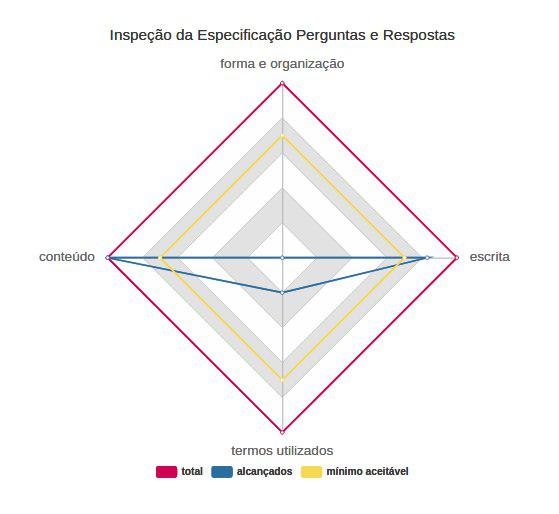 Inspeção da Especificação Perguntas e Respostas
forma e organização
conteúdo
escrita
termos utilizados
total alcançados mínimo aceitável